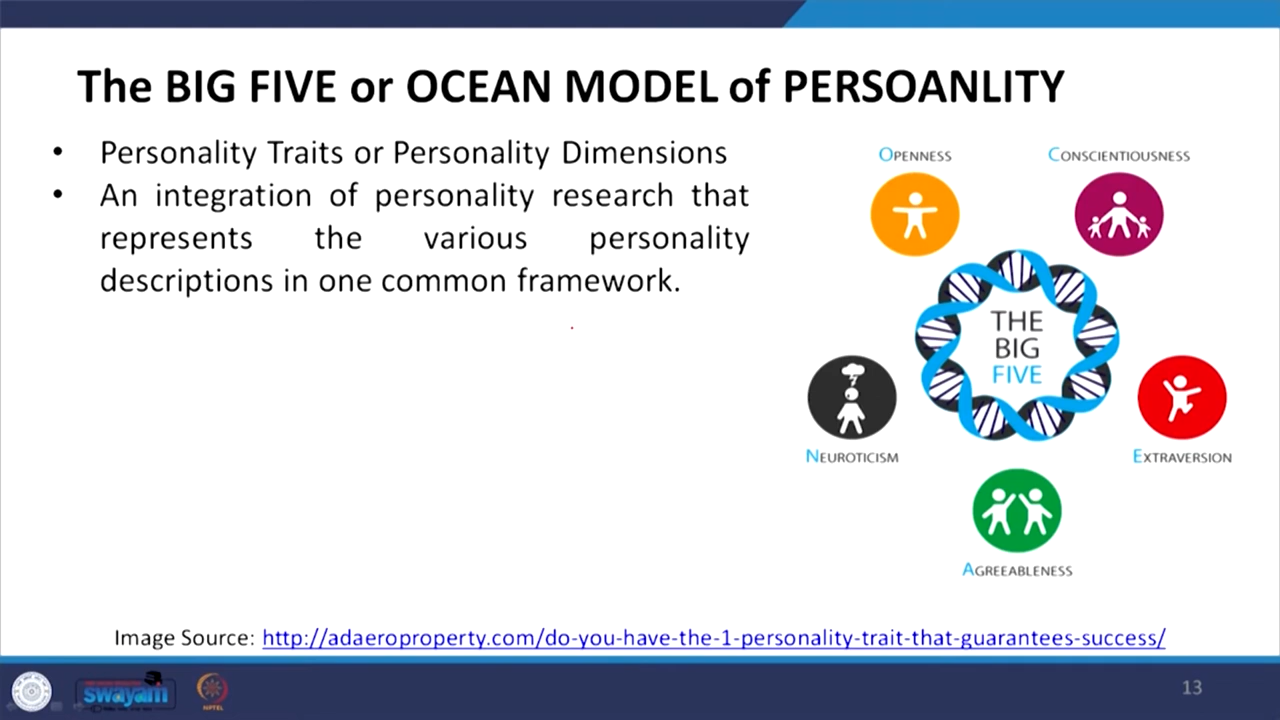 The BIG FIVE or OCEAN MODEL of PERSOANLITY
• Personality Traits or Personality Dimensions
• An integration of personality research that
represents the various personality
descriptions in one common framework.
OPENNESS
CONSCIENTIOUSNESS
THE
BIG
FIVE
NEUROTICISM
EXTRAVERSION
AGREEABLENESS
Image Source: http://adaeroproperty.com/do-you-have-the-1-personality-trait-that-guarantees-success/
swayam
NPTEL
13